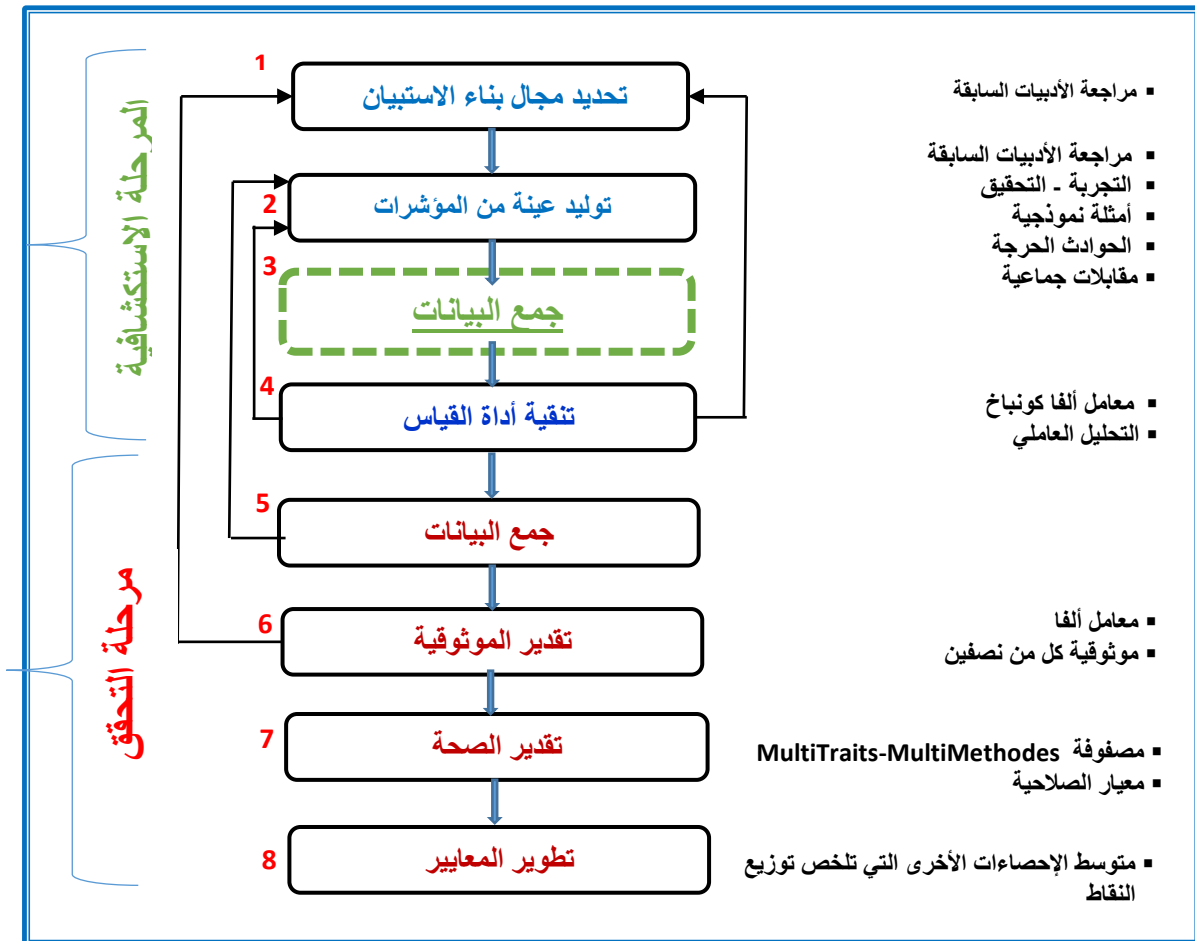 المرحلة الاستكشافية
1
تحديد مجال بناء الاستبيان
▪ مراجعة الأدبيات السابقة
2
توليد عينة من المؤشرات
▪ مراجعة الأدبيات السابقة
▪ التجربة - التحقيق
▪ أمثلة نموذجية
▪ الحوادث الحرجة
▪ مقابلات جماعية
3
جمع البيانات
4
تنقية أداة القياس
▪ معامل ألفا كونباخ
▪ التحليل العاملي
مرحلة التحقق
5
جمع البيانات
6
تقدير الموثوقية
▪ معامل ألفا
▪ موثوقية كل من نصفين
7
تقدير الصحة
▪ مصفوفة MultiTraits-MultiMethodes
▪ معيار الصلاحية
8
تطوير المعايير
▪ متوسط الإحصاءات الأخرى التي تلخص توزيع
النقاط